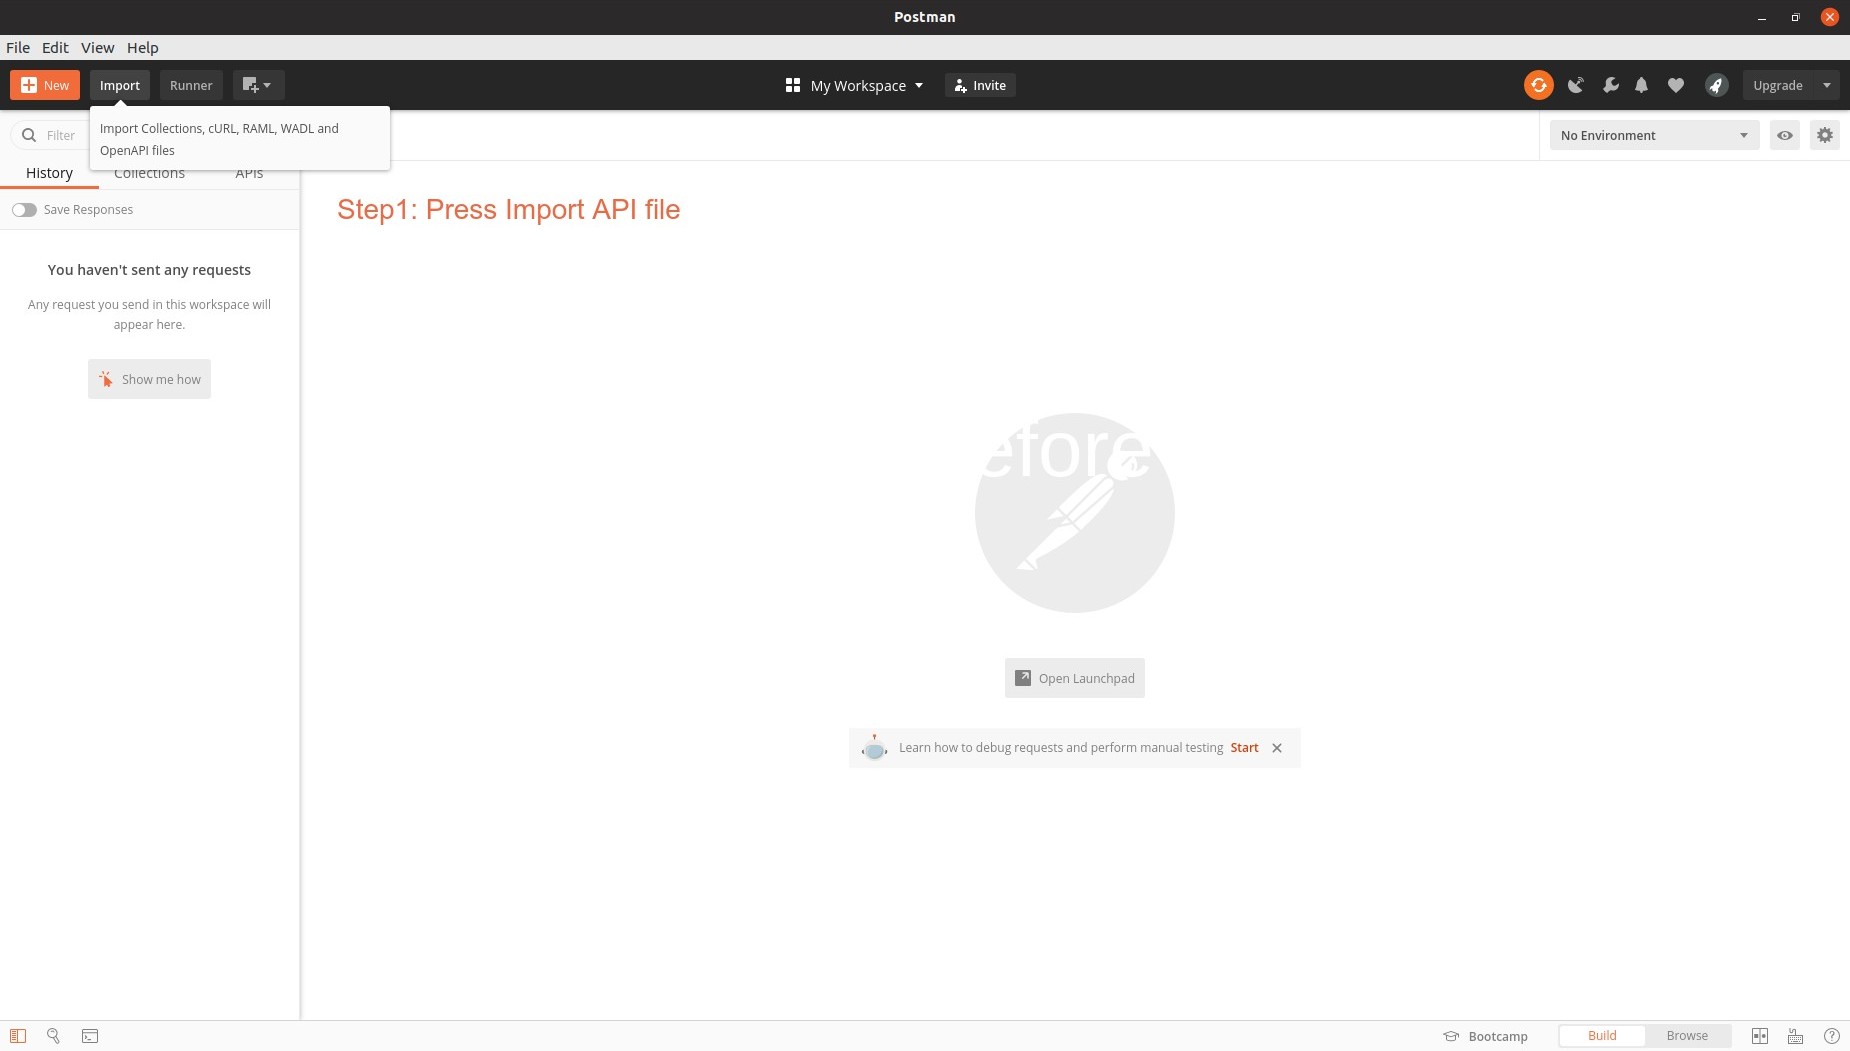 Postman
File Edit View Help
New Import Runner My Workspace Invite Upgrade
Import Collections, cURL, RAML, WADL and
OpenAPI files
Filter
No Environment
History Collections APIs
Save Responses
Step1: Press Import API file
You haven't sent any requests
Any request you send in this workspace will
appear here.
Show me how
efore
Open Launchpad
Learn how to debug requests and perform manual testing Start
Bootcamp Build Browse